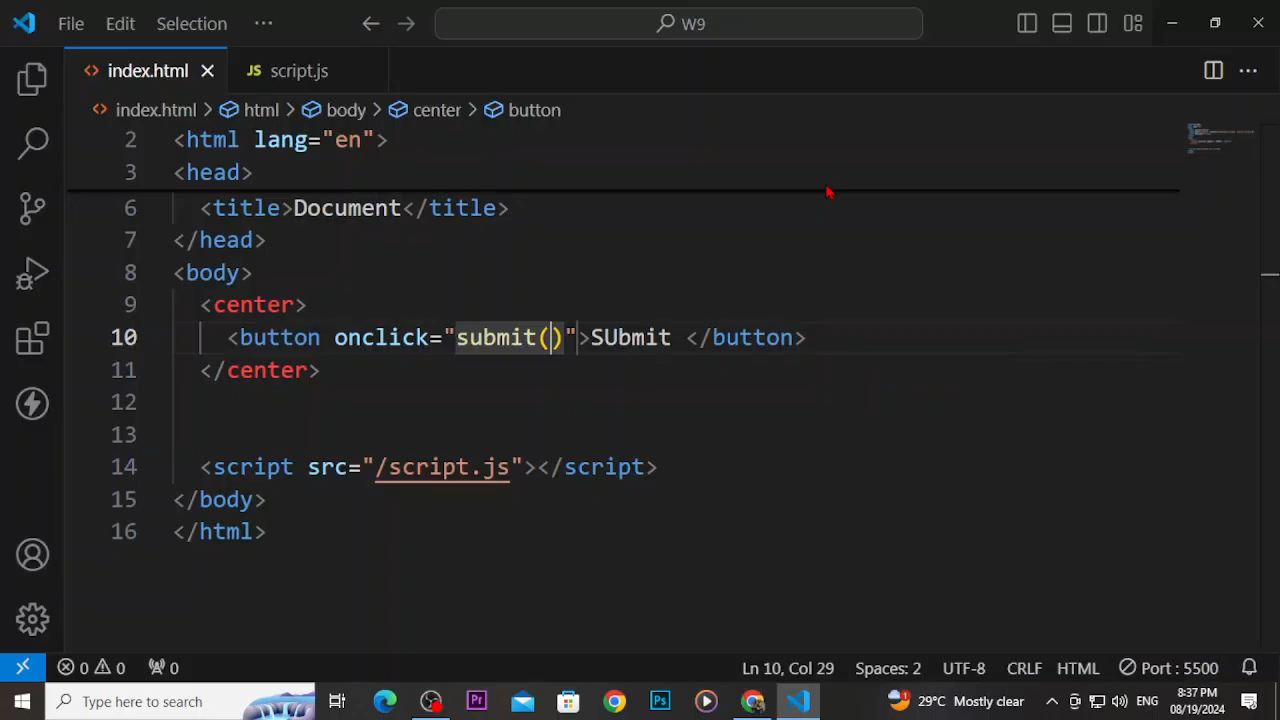 File Edit Selection ··· W9
index.html JS script.js
index.html > html > body > center > button
2 <html lang="en">
3 <head>
6 <title>Document</title>
7 </head>
8 <body>
9 <center>
10 <button onclick="submit()">SUbmit </button>
11 </center>
12
13
14 <script src="/script.js"></script>
15 </body>
16 </html>
0 0 0 Ln 10, Col 29 Spaces: 2 UTF-8 CRLF HTML Port : 5500
Type here to search Pr Ps 1 29°C Mostly clear ENG 8:37 PM
08/19/2024